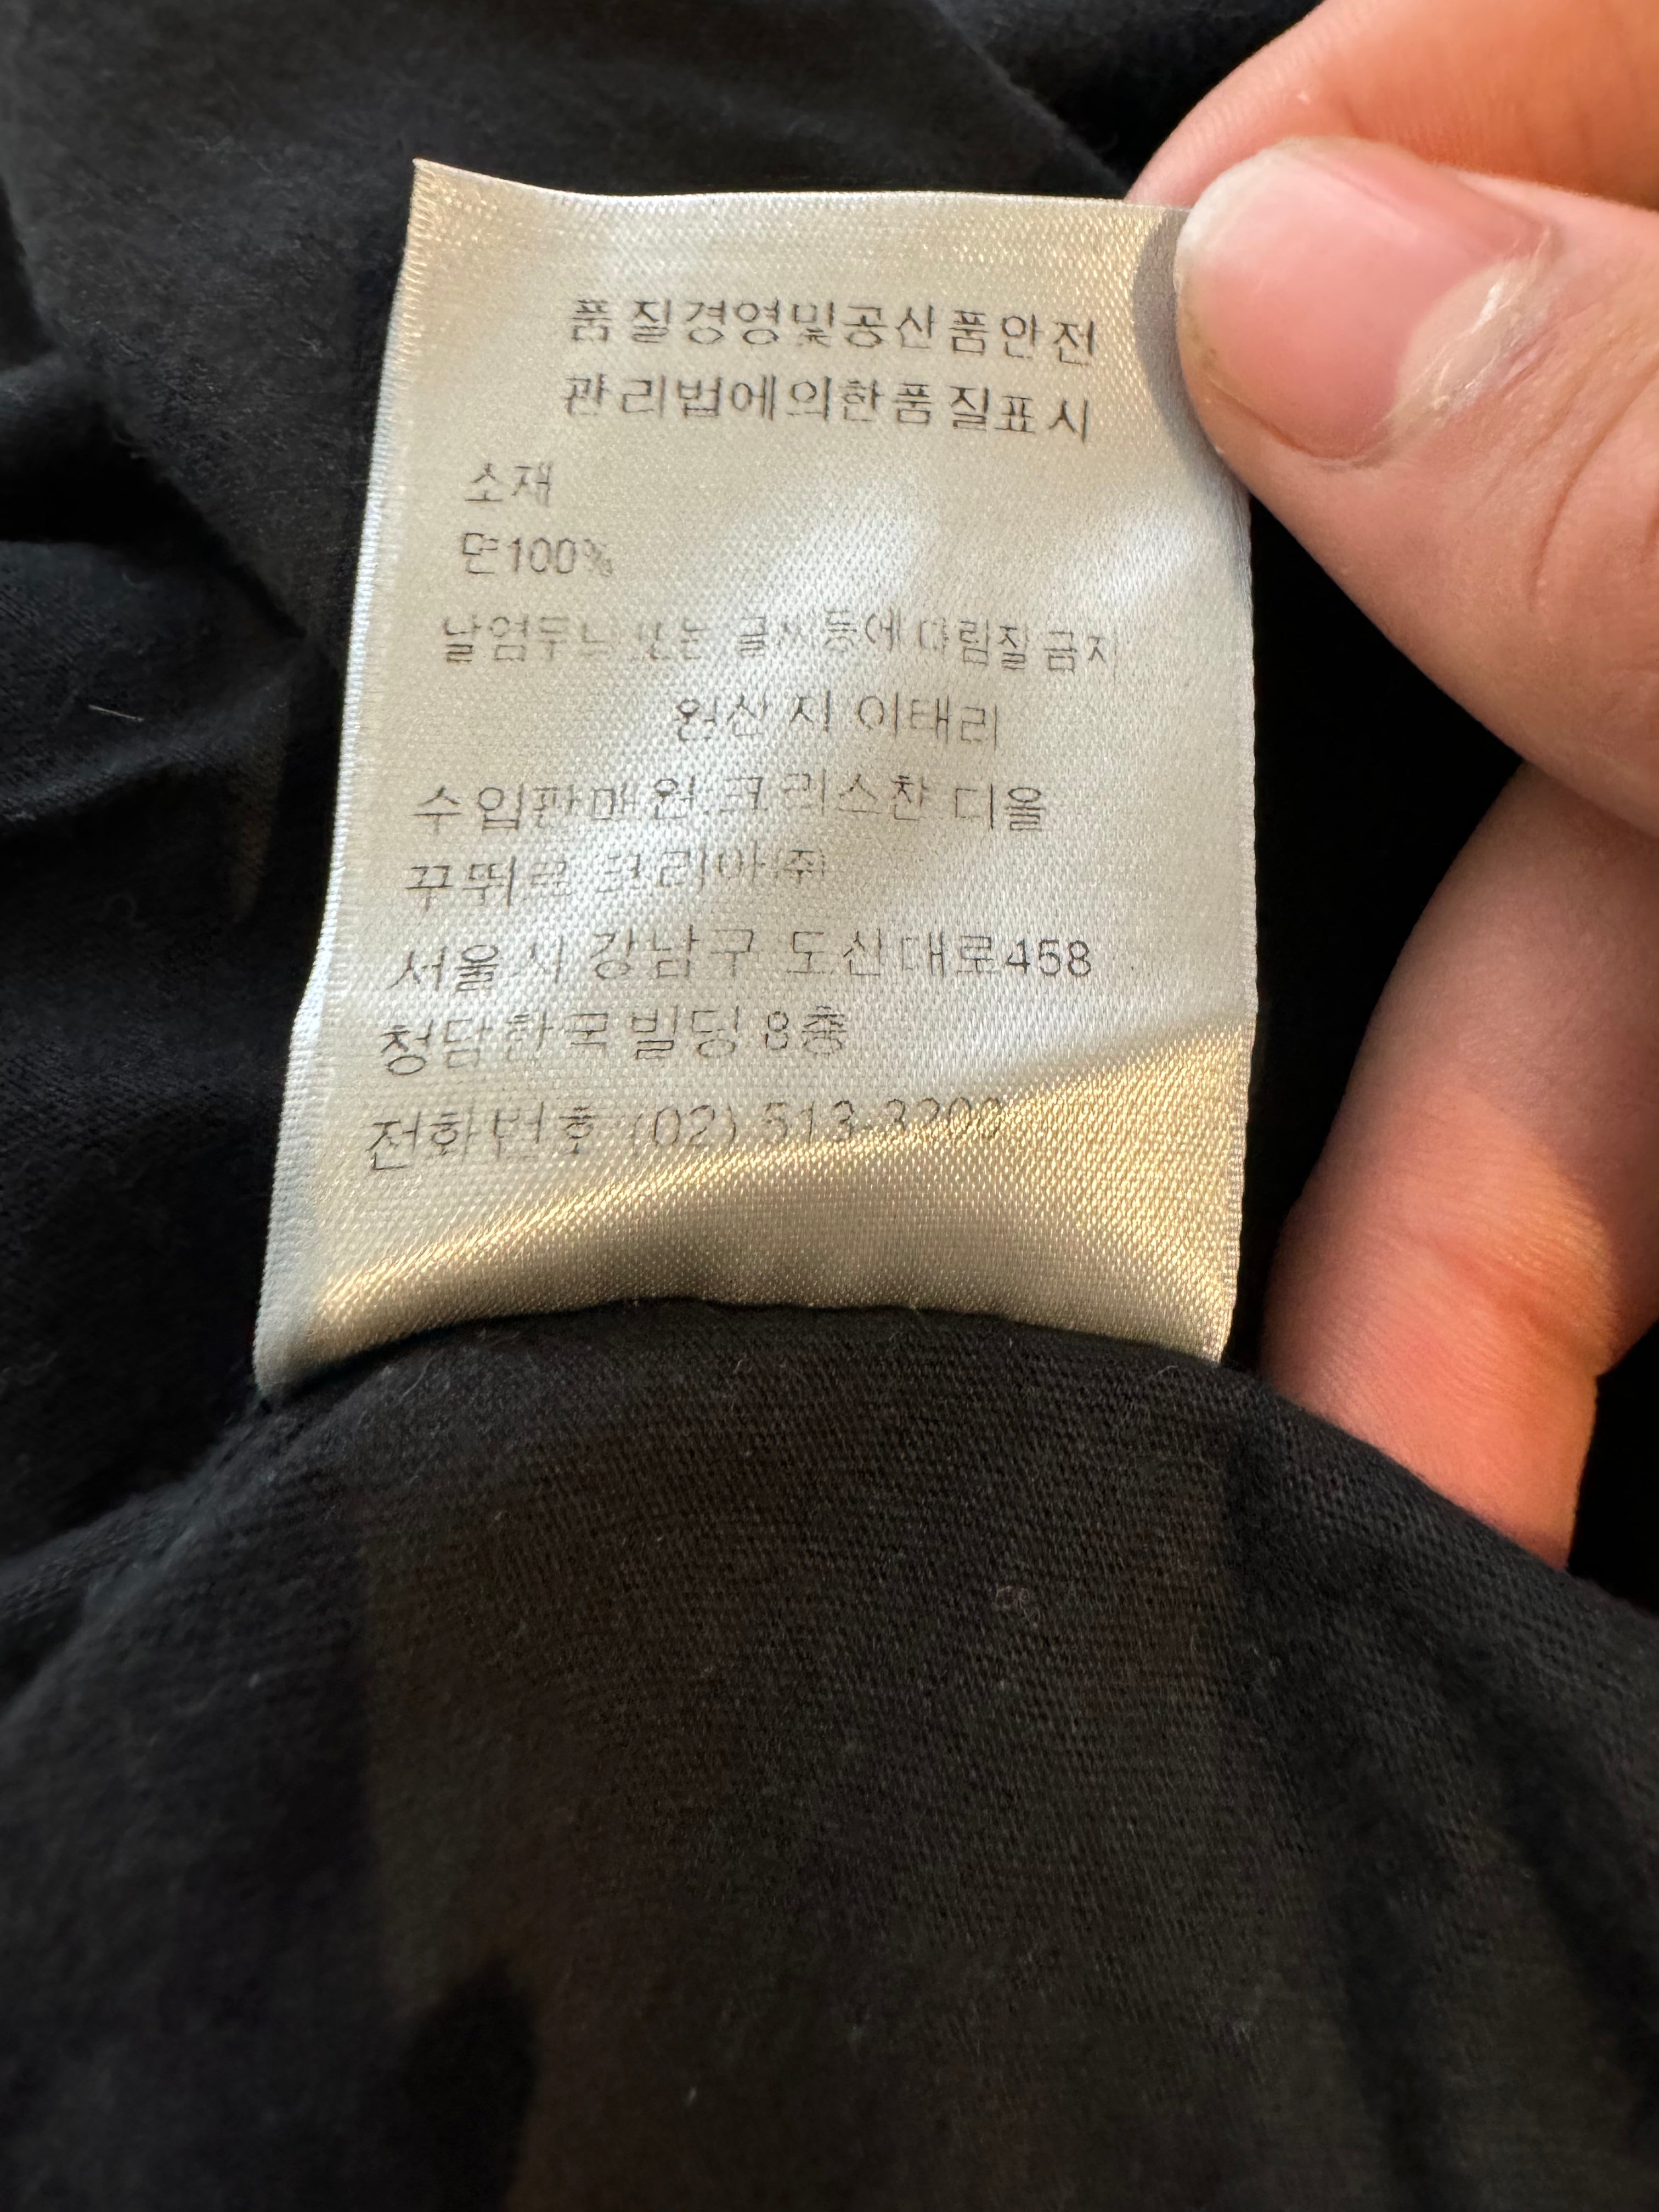 품질경영및공산품안전
관리법에의한품질표시
소재
면100%
날염무늬 또는 글씨등에 다림질금지
원산지 이태리
수입판매원.크리스챤 디올
꾸뛰르 코리아(주)
서울시 강남구 도산대로458
청담한국빌딩 8층
전화번호 (02) 513-3200